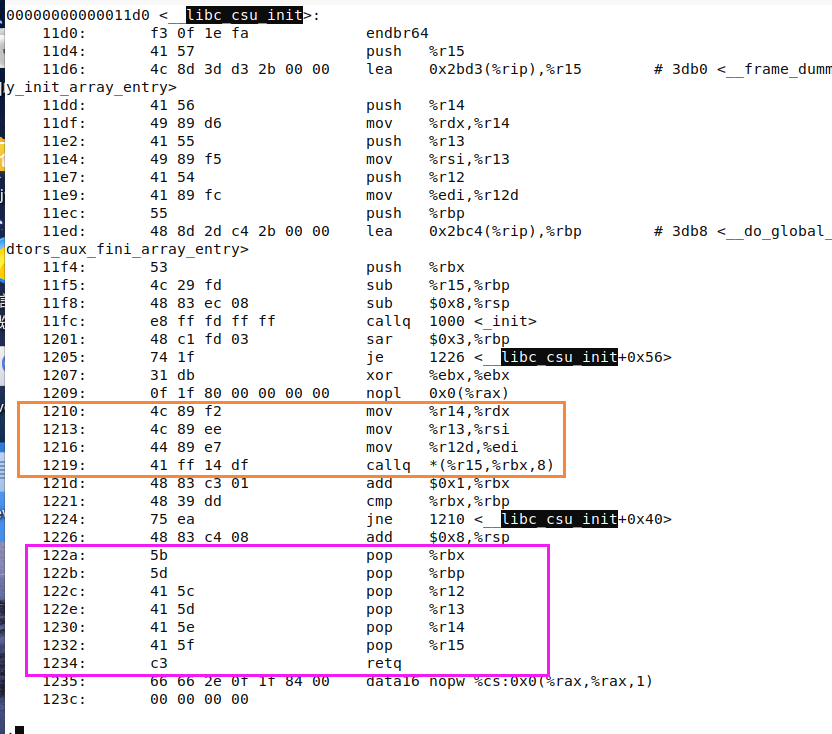 00000000000011d0 <__libc_csu_init>:
11d0: f3 0f 1e fa endbr64
11d4: 41 57 push %r15
11d6: 4c 8d 3d d3 2b 00 00 lea 0x2bd3(%rip),%r15 # 3db0 <__frame_dumm
y_init_array_entry>
11dd: 41 56 push %r14
11df: 49 89 d6 mov %rdx,%r14
11e2: 41 55 push %r13
11e4: 49 89 f5 mov %rsi,%r13
11e7: 41 54 push %r12
11e9: 41 89 fc mov %edi,%r12d
11ec: 55 push %rbp
11ed: 48 8d 2d c4 2b 00 00 lea 0x2bc4(%rip),%rbp # 3db8 <__do_global_
dtors_aux_fini_array_entry>
11f4: 53 push %rbx
11f5: 4c 29 fd sub %r15,%rbp
11f8: 48 83 ec 08 sub $0x8,%rsp
11fc: e8 ff fd ff ff callq 1000 <_init>
1201: 48 c1 fd 03 sar $0x3,%rbp
1205: 74 1f je 1226 <__libc_csu_init+0x56>
1207: 31 db xor %ebx,%ebx
1209: 0f 1f 80 00 00 00 00 nopl 0x0(%rax)
1210: 4c 89 f2 mov %r14,%rdx
1213: 4c 89 ee mov %r13,%rsi
1216: 44 89 e7 mov %r12d,%edi
1219: 41 ff 14 df callq *(%r15,%rbx,8)
121d: 48 83 c3 01 add $0x1,%rbx
1221: 48 39 dd cmp %rbx,%rbp
1224: 75 ea jne 1210 <__libc_csu_init+0x40>
1226: 48 83 c4 08 add $0x8,%rsp
122a: 5b pop %rbx
122b: 5d pop %rbp
122c: 41 5c pop %r12
122e: 41 5d pop %r13
1230: 41 5e pop %r14
1232: 41 5f pop %r15
1234: c3 retq
1235: 66 66 2e 0f 1f 84 00 data16 nopw %cs:0x0(%rax,%rax,1)
123c: 00 00 00 00
: